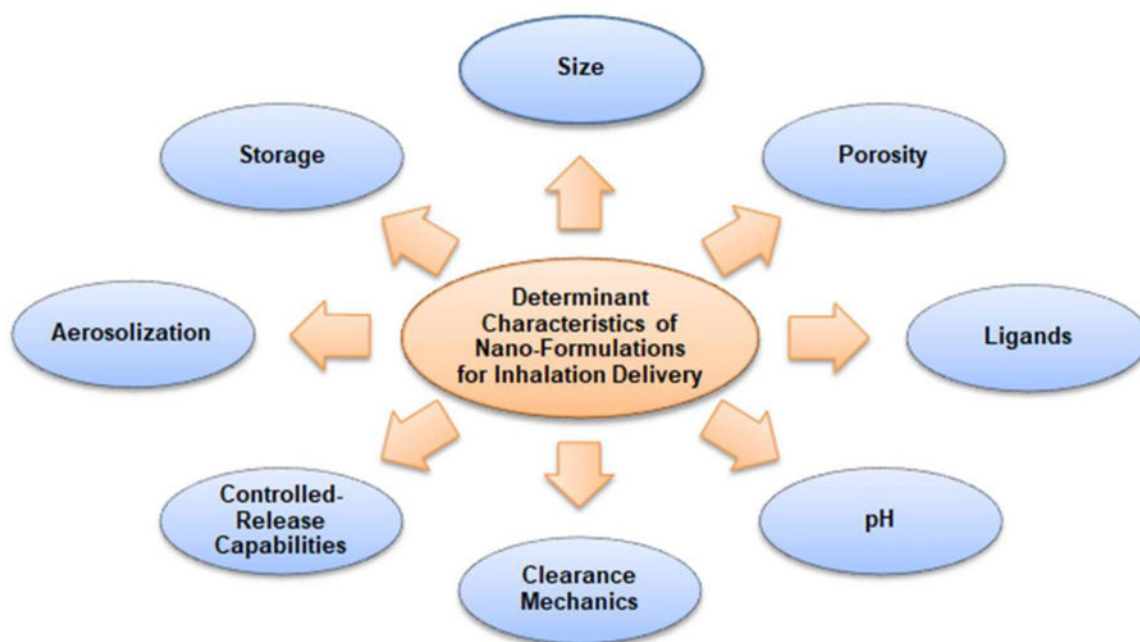 Size
Storage
Porosity
Determinant
Characteristics of
Nano-Formulations
for Inhalation Delivery
Aerosolization
Ligands
Controlled-
Release
Capabilities
pH
Clearance
Mechanics